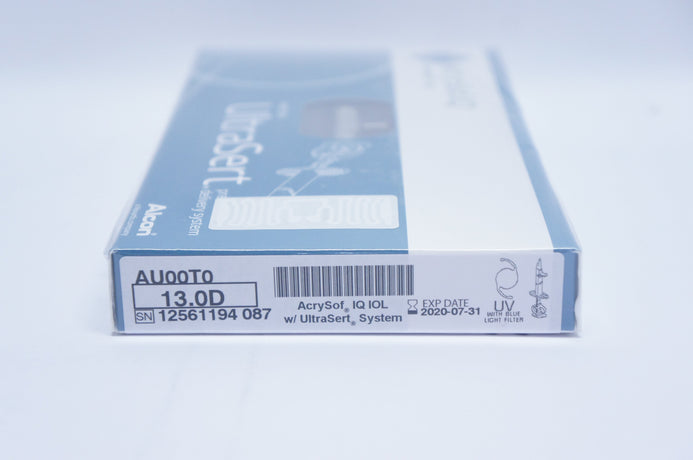 UltraSert
delivery system
Alcon
AU00T0
13.0D
SN 12561194 087
AcrySof® IQ IOL
w/ UltraSert® System
EXP DATE
2020-07-31
UV
WITH BLUE
LIGHT FILTER